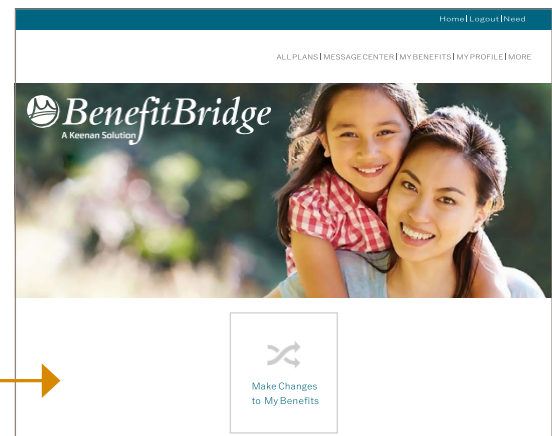 Home|Logout|Need
ALL PLANS| MESSAGE CENTER| MY BENEFITS| MY PROFILE| MORE
BenefitBridge
A Keenan Solution
Make Changes
to My Benefits